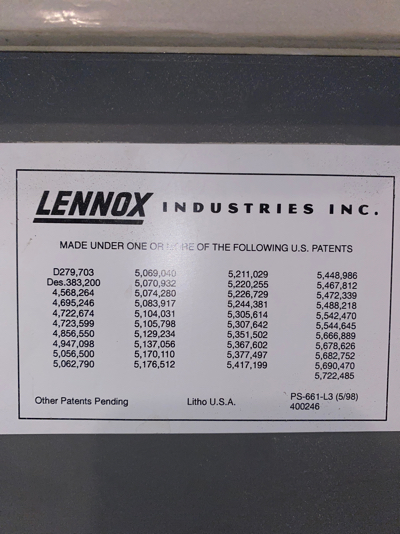 LENNOX INDUSTRIES INC.
MADE UNDER ONE OR MORE OF THE FOLLOWING U.S. PATENTS
D279,703 5,069,040 5,211,029 5,448,986
Des.383,200 5,070,932 5,220,255 5,467,812
4,568,264 5,074,280 5,226,729 5,472,339
4,695,246 5,083,917 5,244,381 5,488,218
4,722,674 5,104,031 5,305,614 5,542,470
4,723,599 5,105,798 5,307,642 5,544,645
4,856,550 5,129,234 5,351,502 5,666,889
4,947,098 5,137,056 5,367,602 5,678,626
5,056,500 5,170,110 5,377,497 5,682,752
5,062,790 5,176,512 5,417,199 5,690,470
5,722,485
Other Patents Pending Litho U.S.A. PS-661-L3 (5/98)
400246